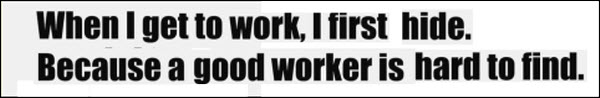 When I get to work, I first hide.
Because a good worker is hard to find.